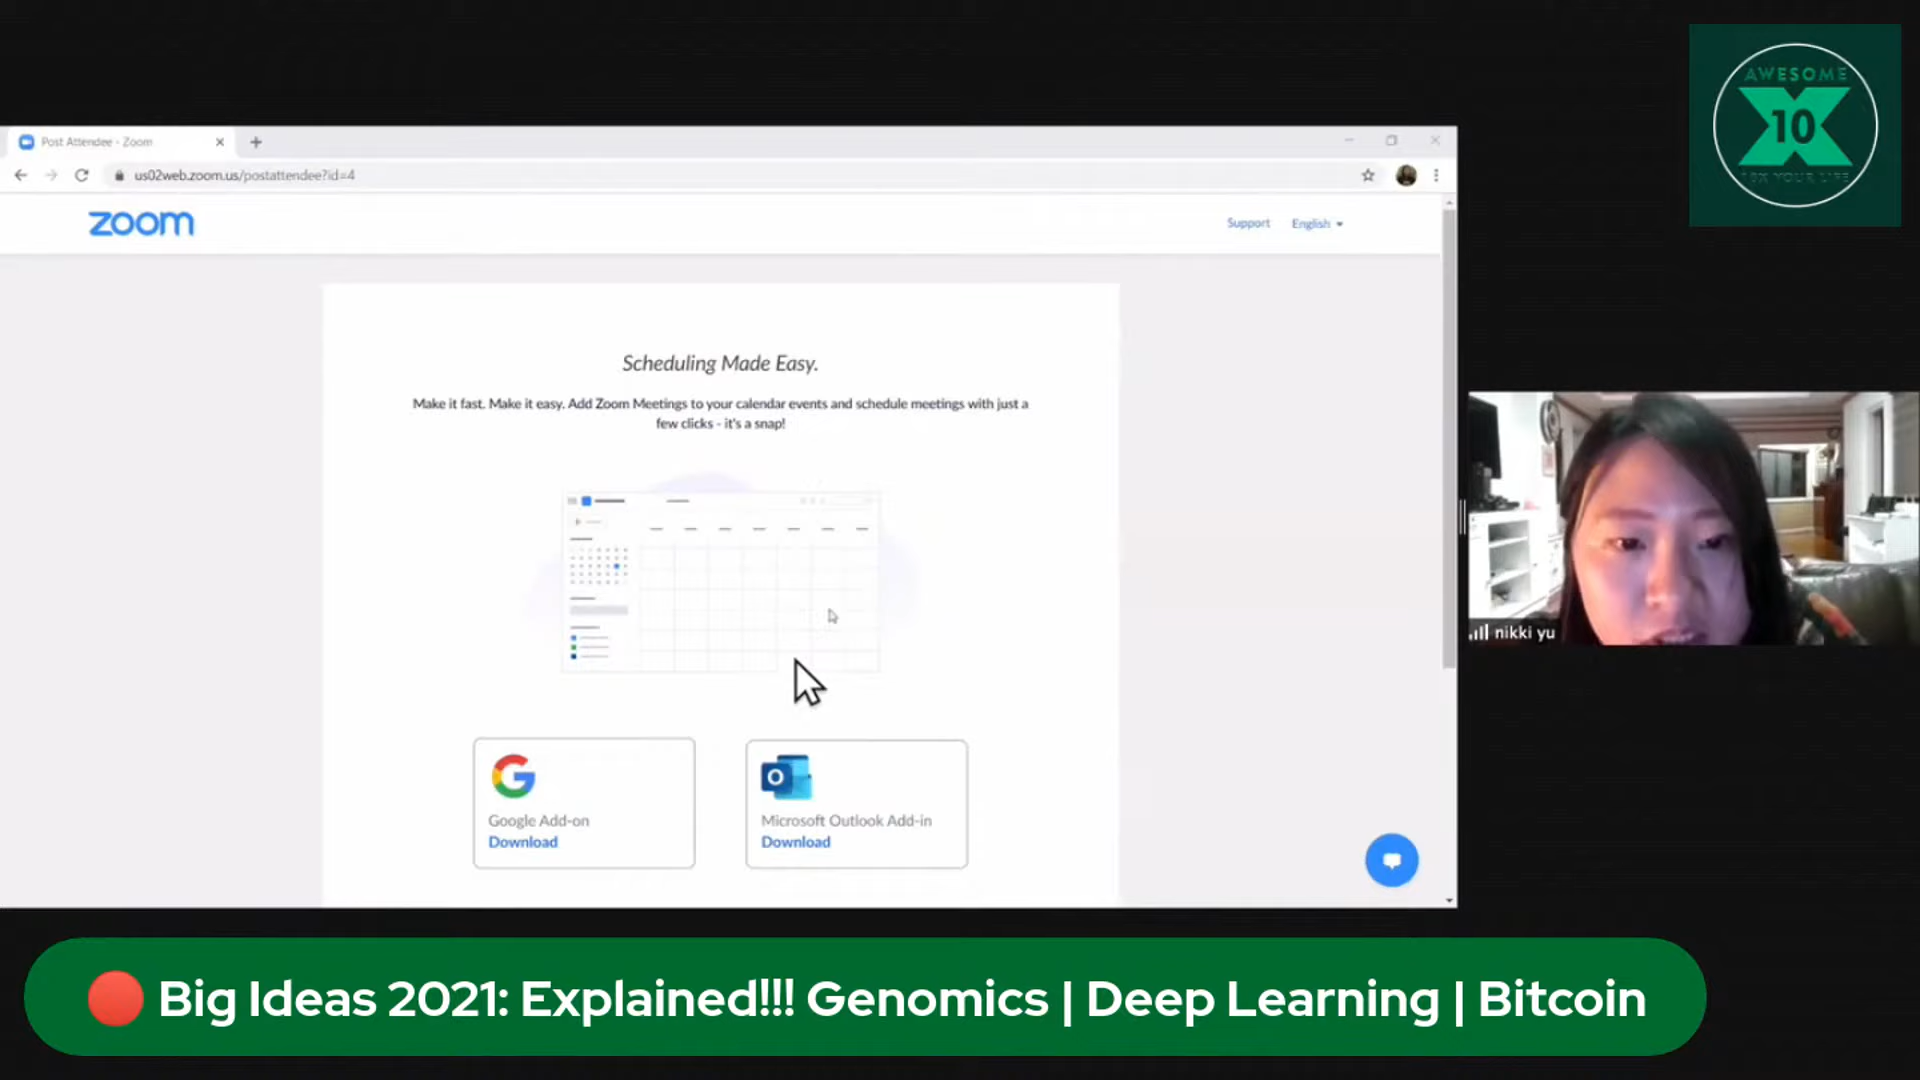 AWESOME
10
10X YOUR LIFE
Post Attendee - Zoom
us02web.zoom.us/postattendee?id=4
zoom
Support
English
Scheduling Made Easy.
Make it fast. Make it easy. Add Zoom Meetings to your calendar events and schedule meetings with just a
few clicks - it's a snap!
Google Add-on
Download
Microsoft Outlook Add-in
Download
nikki yu
Big Ideas 2021: Explained!!! Genomics | Deep Learning | Bitcoin